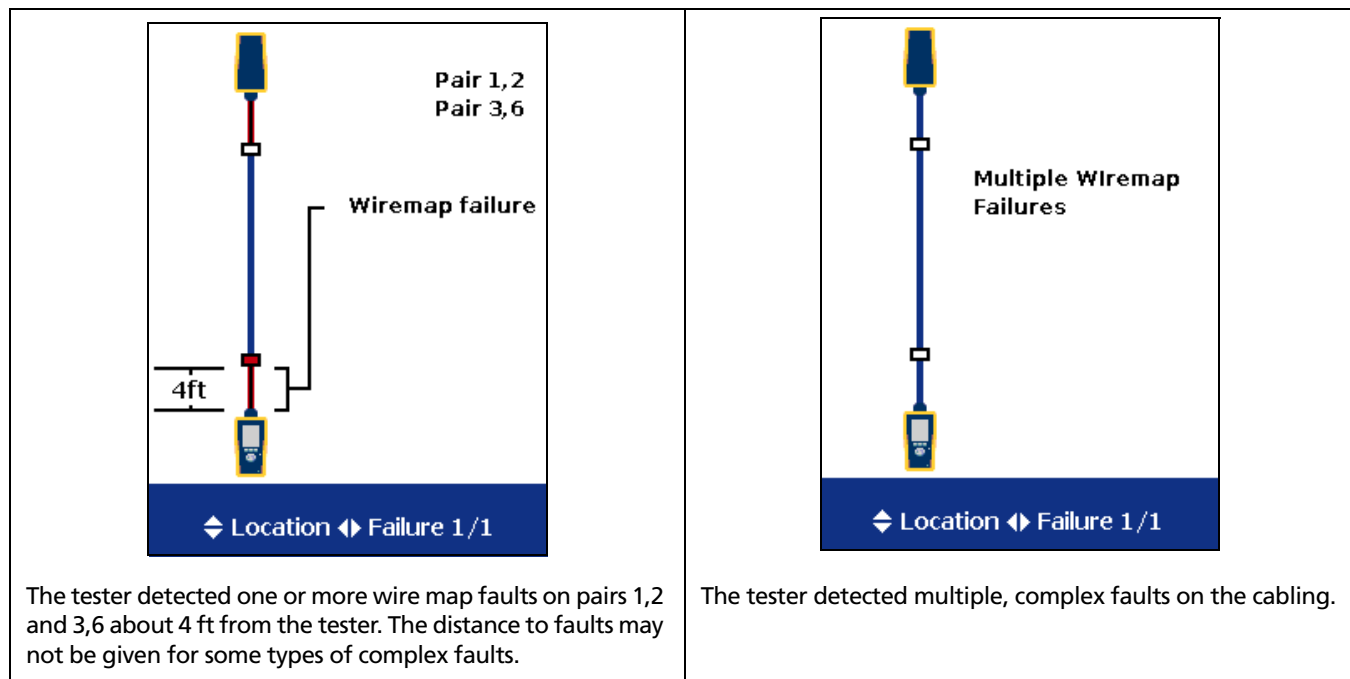 Pair 1,2
Pair 3,6
Wiremap failure
4ft
Location Failure 1/1
The tester detected one or more wire map faults on pairs 1,2
and 3,6 about 4 ft from the tester. The distance to faults may
not be given for some types of complex faults.
Multiple WIremap
Failures
Location Failure 1/1
The tester detected multiple, complex faults on the cabling.